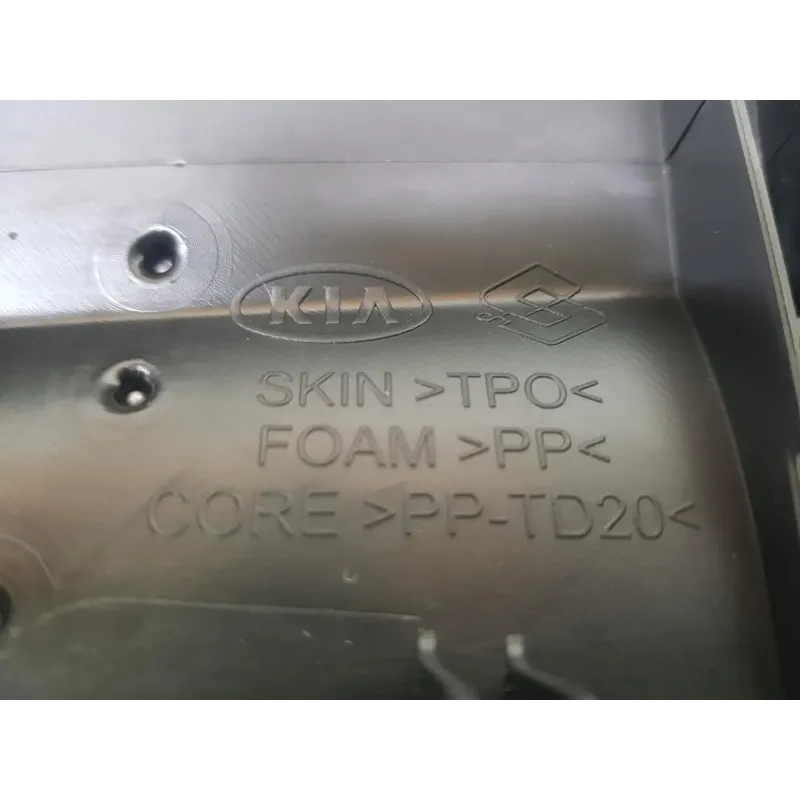 KIA
SKIN >TPO<
FOAM >PP<
CORE >PP-TD20<